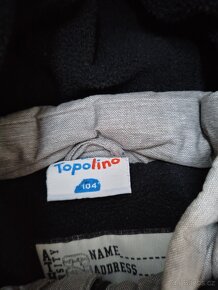 Topolino
104
NAME
ADDRESS